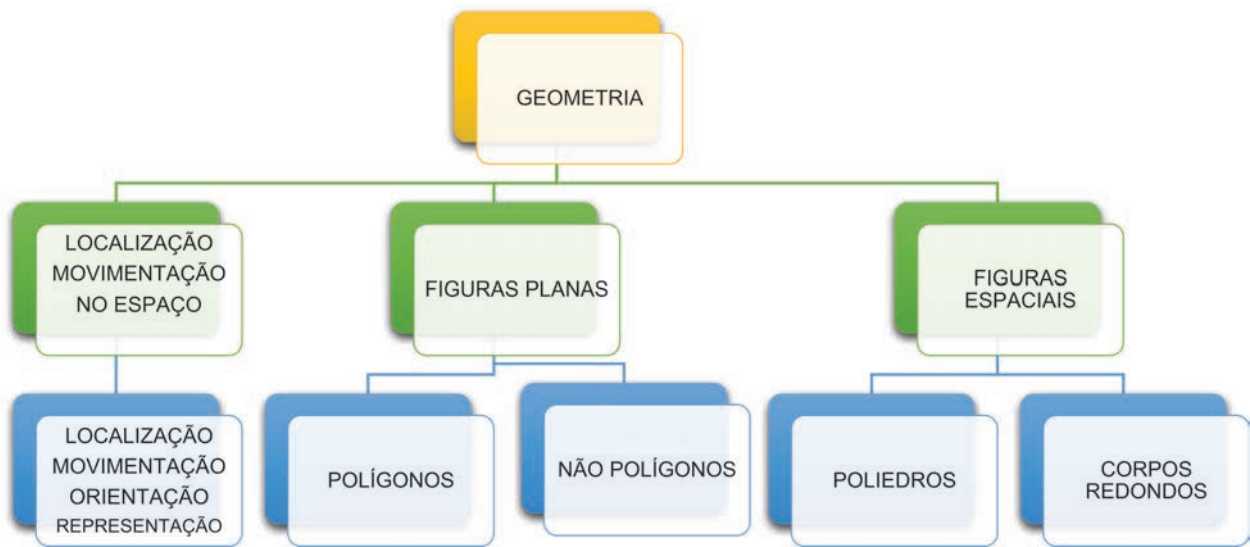 GEOMETRIA
LOCALIZAÇÃO
MOVIMENTAÇÃO
NO ESPAÇO
FIGURAS PLANAS
FIGURAS
ESPACIAIS
LOCALIZAÇÃO
MOVIMENTAÇÃO
ORIENTAÇÃO
REPRESENTAÇÃO
POLÍGONOS
NÃO POLÍGONOS
POLIEDROS
CORPOS
REDONDOS